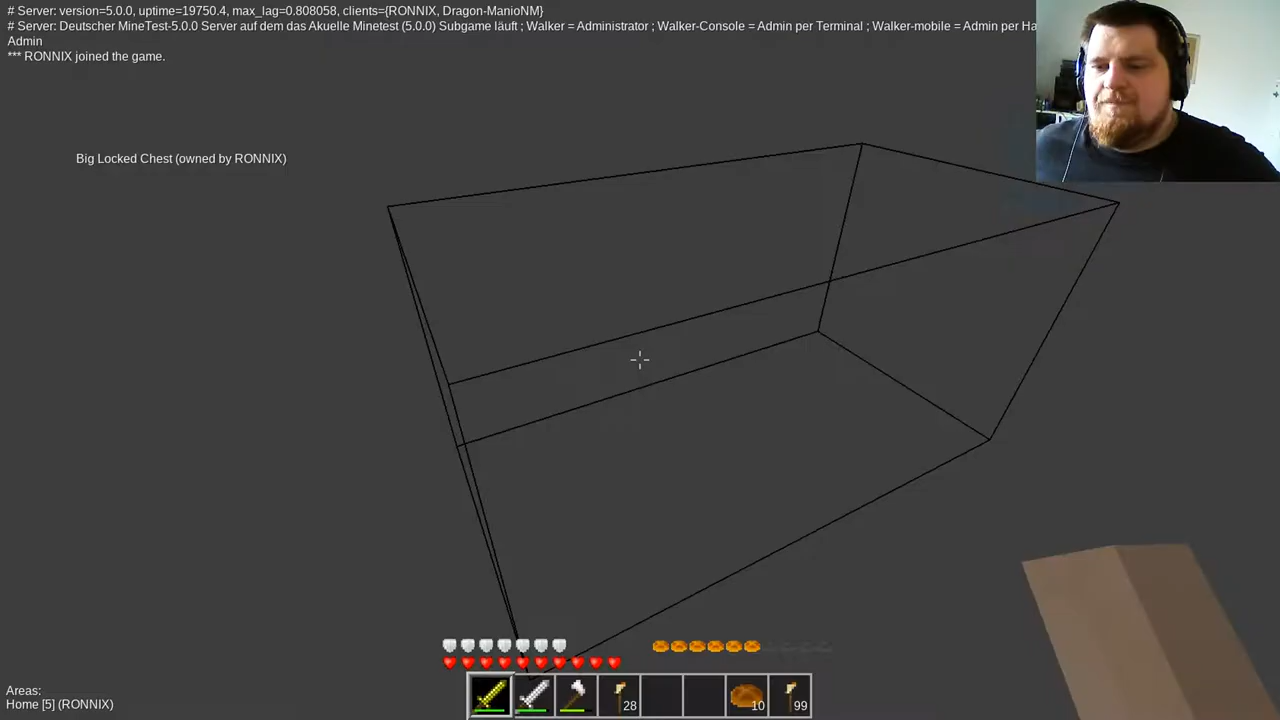 # Server: version=5.0.0, uptime=19750.4, max_lag=0.808058, clients={RONNIX, Dragon-ManioNM}
# Server: Deutscher MineTest-5.0.0 Server auf dem das Akuelle Minetest (5.0.0) Subgame läuft ; Walker = Administrator ; Walker-Console = Admin per Terminal ; Walker-mobile = Admin per Ha
Admin
*** RONNIX joined the game.
Big Locked Chest (owned by RONNIX)
Areas:
Home [5] (RONNIX)
28
10
99